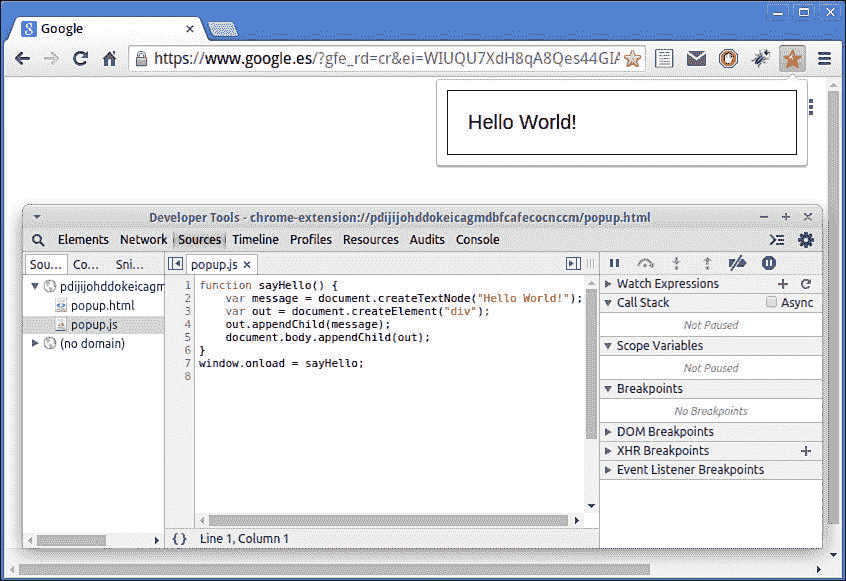 Google
https://www.google.es/?gfe_rd=cr&ei=WIUQU7XdH8qA8Qes44GIA
Hello World!
Developer Tools - chrome-extension://pdijijohddokeicagmdbfcafecocnccm/popup.html
Elements Network Sources Timeline Profiles Resources Audits Console
Sou... Co... Sni...
popup.js
pdijijohddokeicagm
popup.html
popup.js
(no domain)
1 function sayHello() {
2 var message = document.createTextNode("Hello World!");
3 var out = document.createElement("div");
4 out.appendChild(message);
5 document.body.appendChild(out);
6 }
7 window.onload = sayHello;
8
{} Line 1, Column 1
Watch Expressions
Call Stack Async
Not Paused
Scope Variables
Not Paused
Breakpoints
No Breakpoints
DOM Breakpoints
XHR Breakpoints
Event Listener Breakpoints